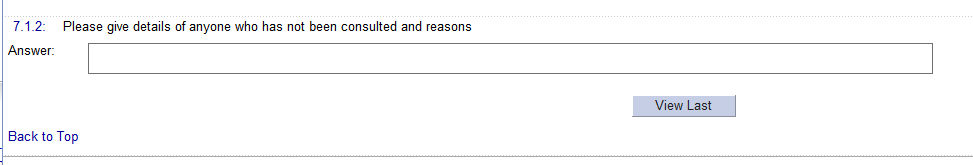 7.1.2: Please give details of anyone who has not been consulted and reasons
Answer:
View Last
Back to Top